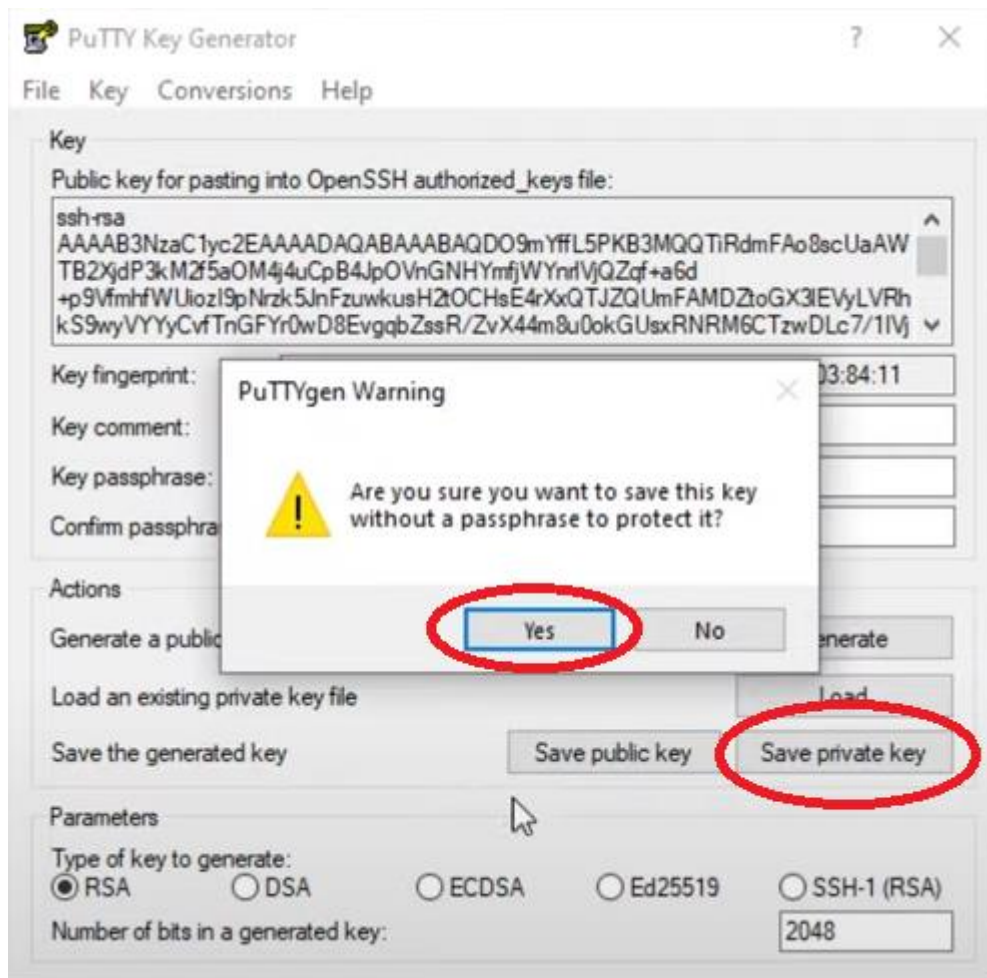 PuTTY Key Generator
?
File Key Conversions Help
Key
Public key for pasting into OpenSSH authorized_keys file:
ssh-rsa
AAAAB3NzaC1yc2EAAAADAQABAAABAQDO9mYffL5PKB3MQQTiRdmFAo8scUaAW
TB2XjdP3kM2f5aOM4j4uCpB4JpOVnGNHYmfjWYnrlVjQZqf+a6d
+p9VfmhfWUiozI9pNrzk5JnFzuwkusH2tOCHsE4rXxQTJZQUmFAMDZtoGX3lEVyLVRh
kS9wyVYYyCvfTnGFYr0wD8EvgqbZssR/ZvX44m8u0okGUsxRNRM6CTzwDLc7/1IVj
Key fingerprint:
03:84:11
Key comment:
Key passphrase:
Confirm passphra
PuTTYgen Warning
Are you sure you want to save this key
without a passphrase to protect it?
Yes No
Actions
Generate a public
enerate
Load an existing private key file
Load
Save the generated key
Save public key
Save private key
Parameters
Type of key to generate:
RSA DSA ECDSA Ed25519 SSH-1 (RSA)
Number of bits in a generated key:
2048